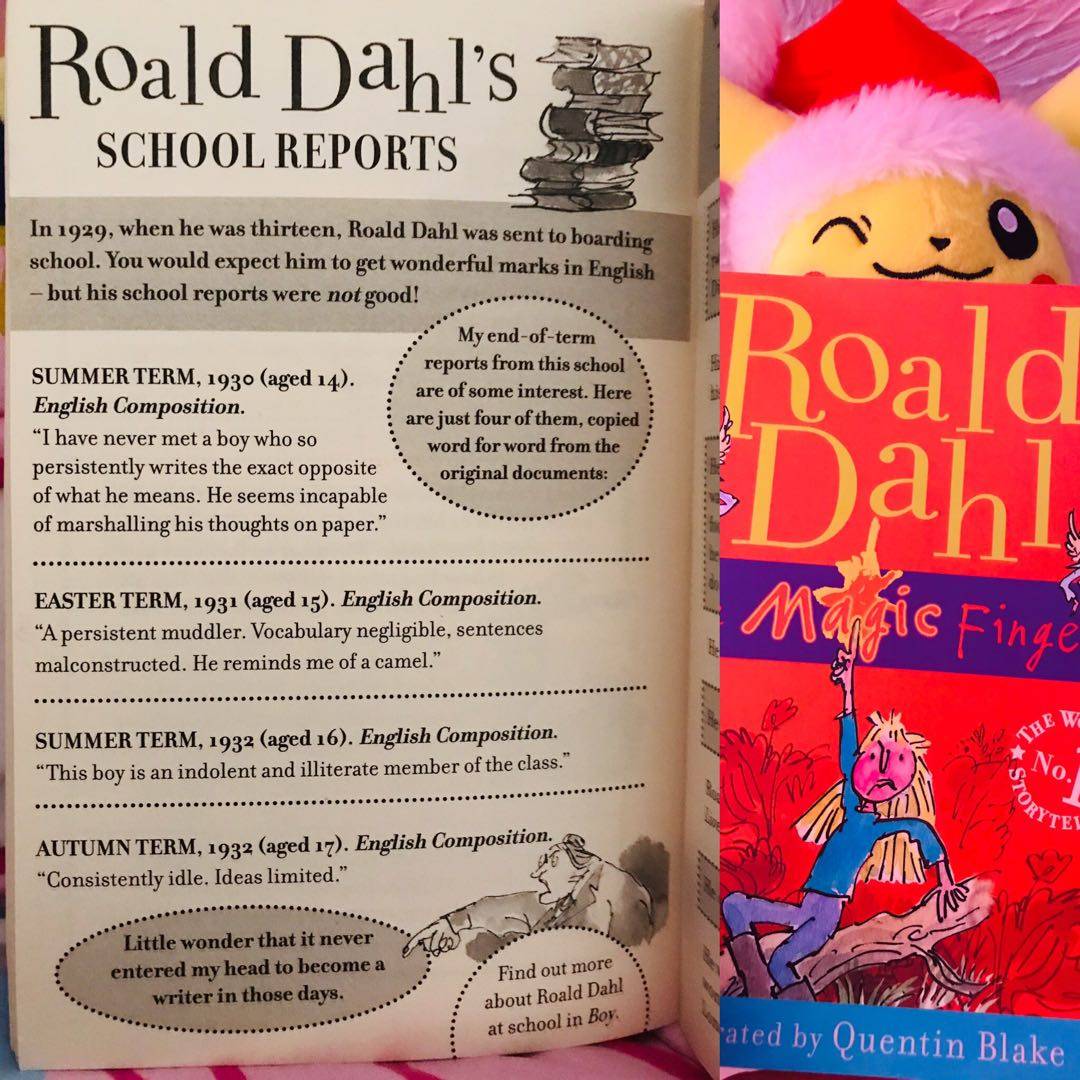 Roald Dahl's
SCHOOL REPORTS
In 1929, when he was thirteen, Roald Dahl was sent to boarding
school. You would expect him to get wonderful marks in English
– but his school reports were not good!
My end-of-term
reports from this school
are of some interest. Here
are just four of them, copied
word for word from the
original documents:
SUMMER TERM, 1930 (aged 14).
English Composition.
“I have never met a boy who so
persistently writes the exact opposite
of what he means. He seems incapable
of marshalling his thoughts on paper.”
EASTER TERM, 1931 (aged 15). English Composition.
“A persistent muddler. Vocabulary negligible, sentences
malconstructed. He reminds me of a camel.”
SUMMER TERM, 1932 (aged 16). English Composition.
“This boy is an indolent and illiterate member of the class.”
AUTUMN TERM, 1932 (aged 17). English Composition.
“Consistently idle. Ideas limited.”
Little wonder that it never
entered my head to become a
writer in those days.
Find out more
about Roald Dahl
at school in Boy.
Roald
Dahl
Magic Finge
THE WO
No. 1
STORYTEL
rated by Quentin Blake